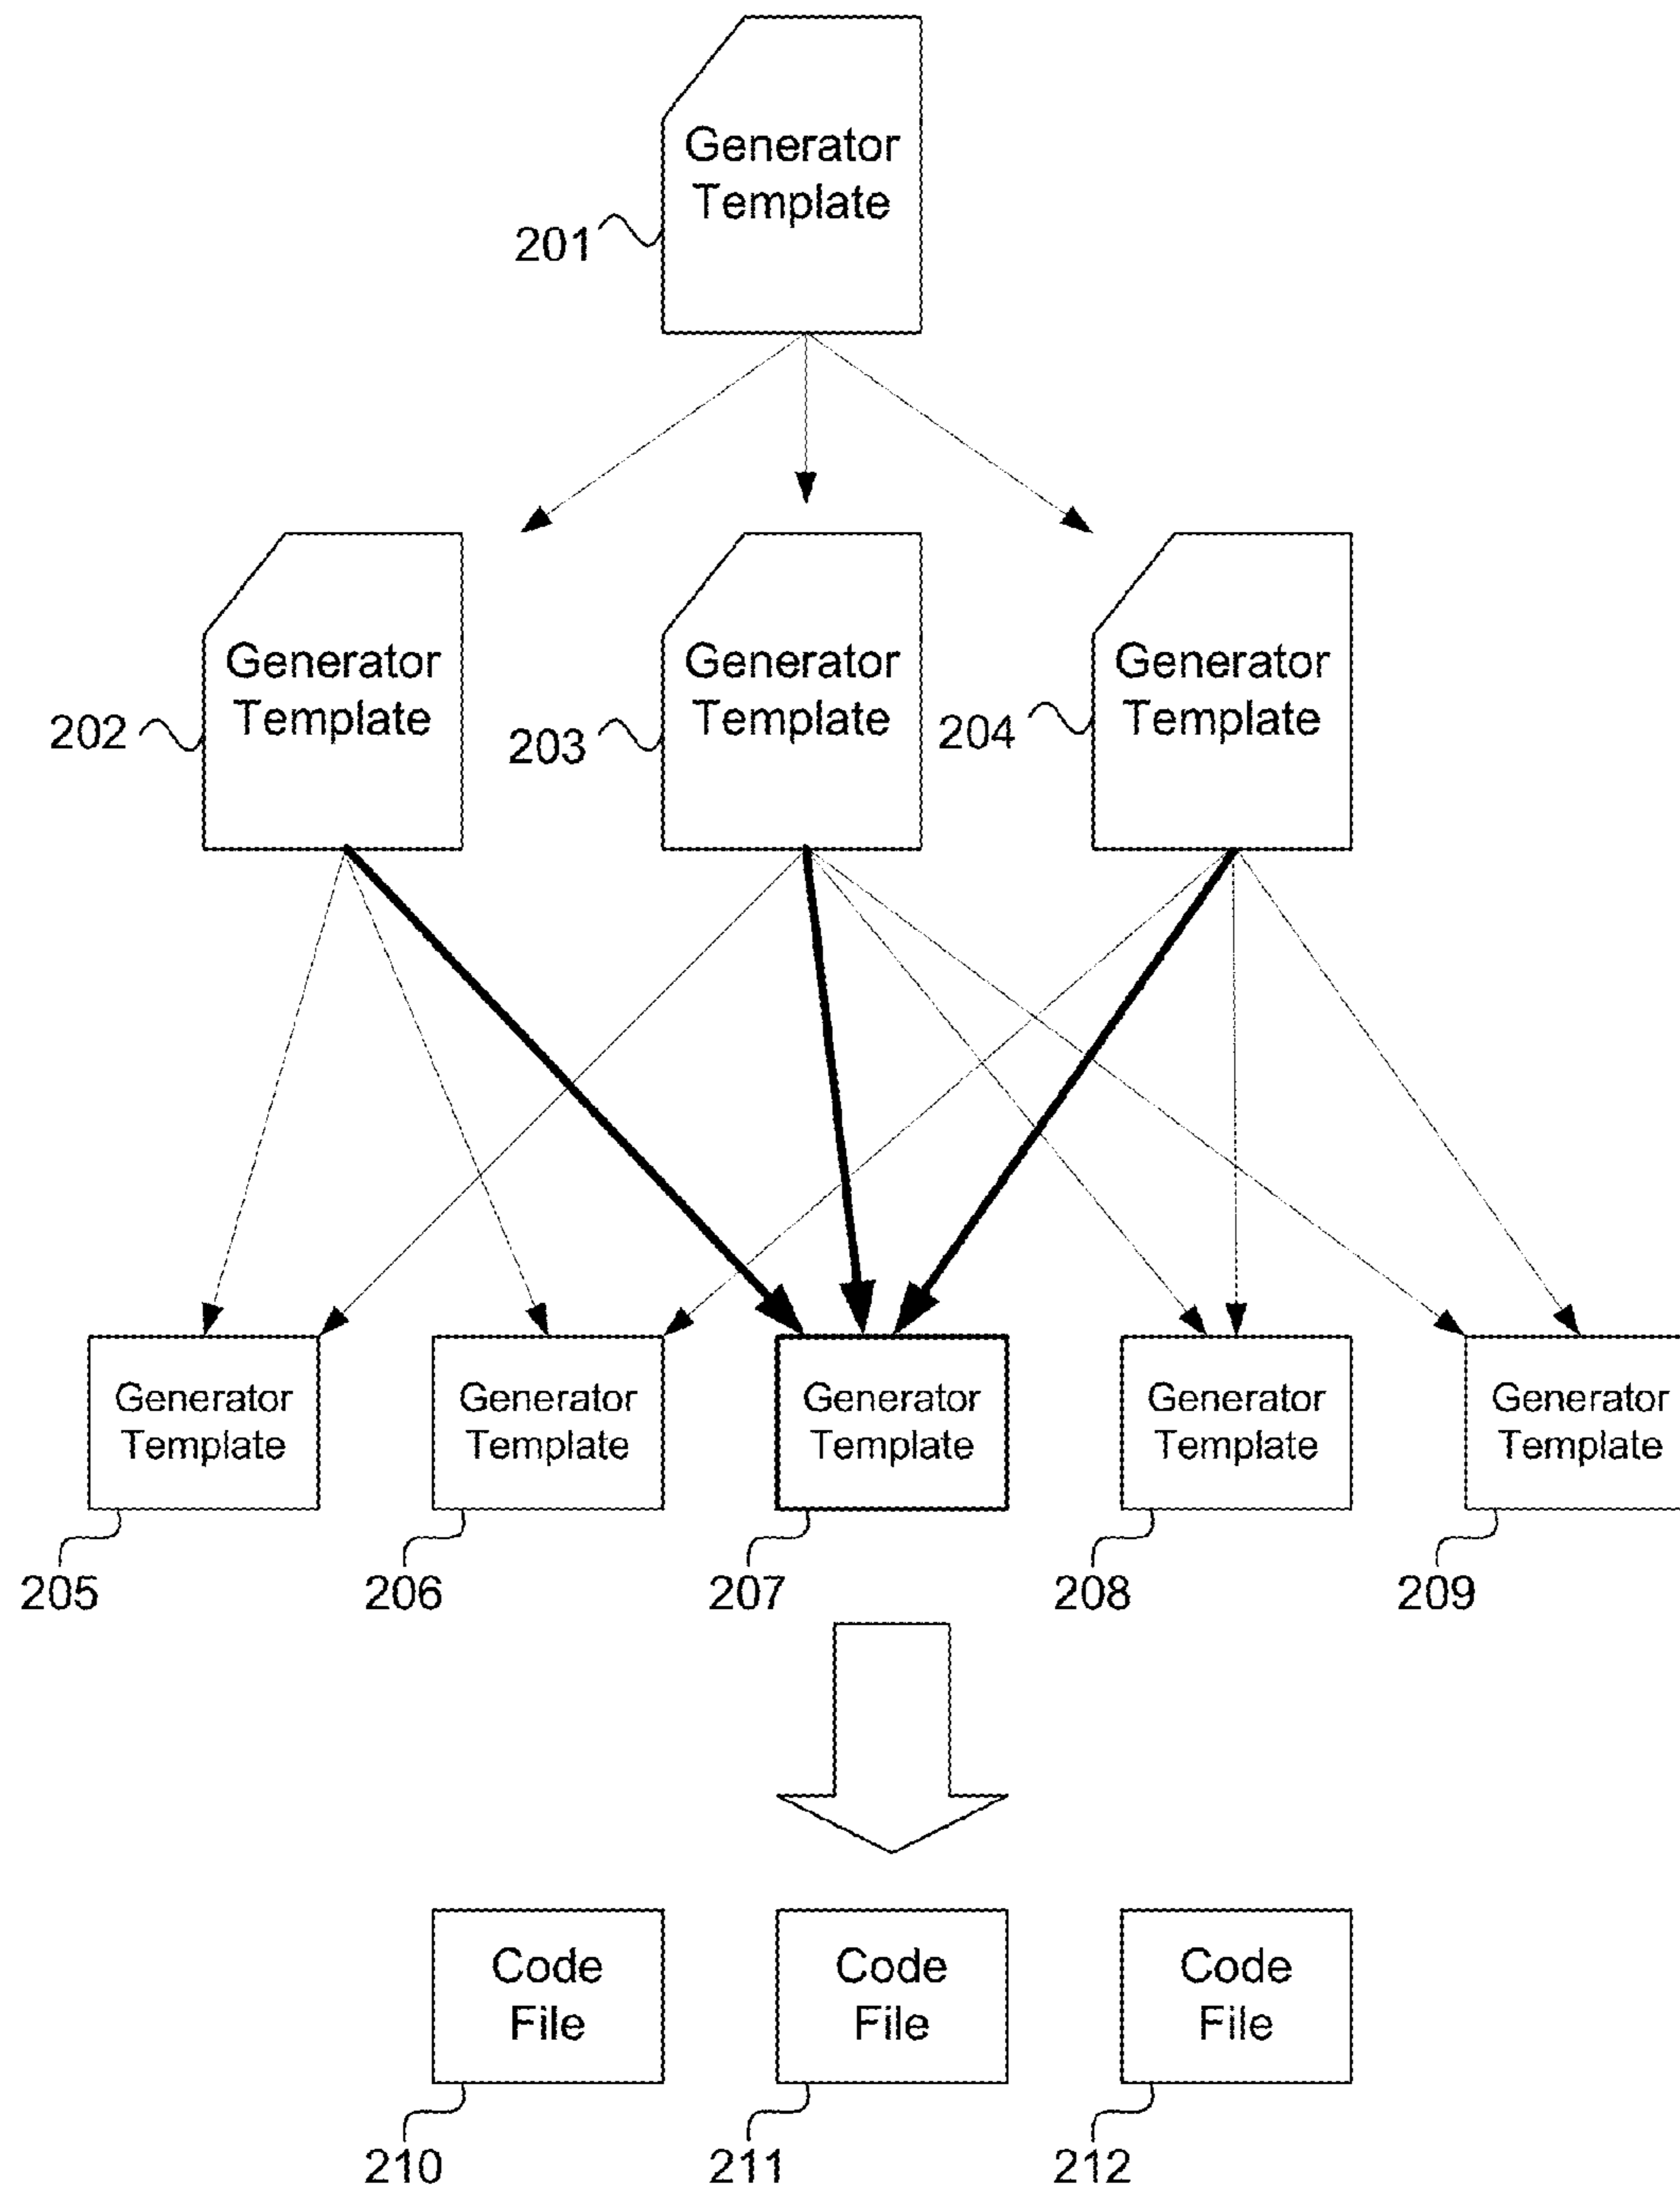 Generator
Template
201
Generator
Template
Generator
Template
Generator
Template
202
203
204
Generator
Template
Generator
Template
Generator
Template
Generator
Template
Generator
Template
205
206
207
208
209
Code
File
Code
File
Code
File
210
211
212